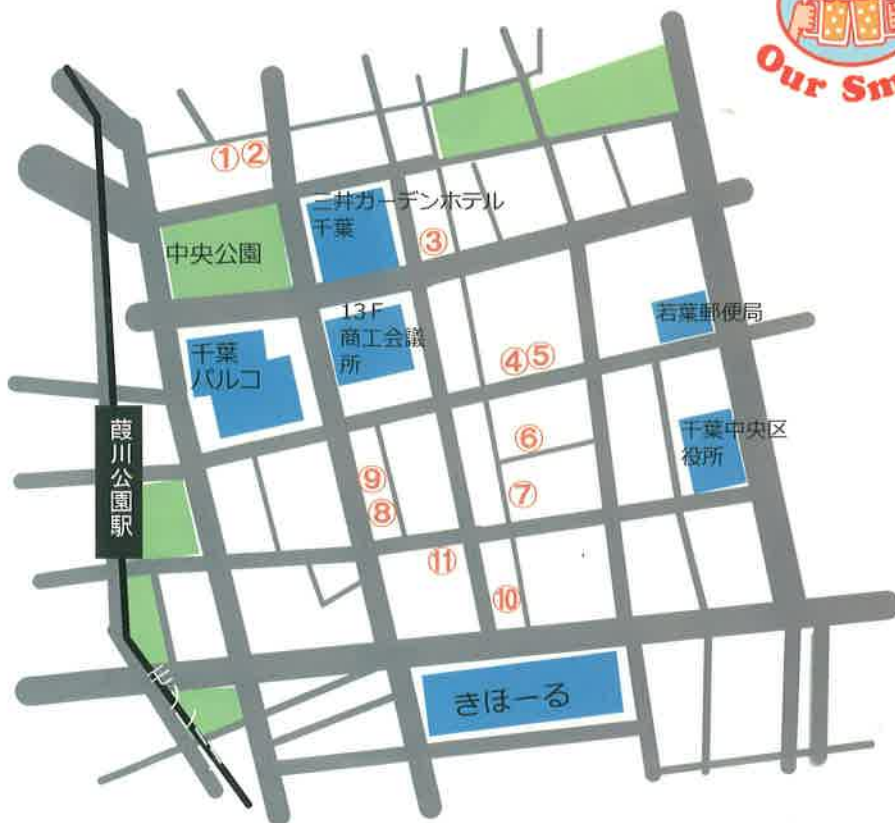 Our Sm
①②
三井ガーデンホテル
千葉
③
中央公園
13F
商工会議
所
若葉郵便局
千葉
パルコ
④⑤
葭川公園駅
⑥
千葉中央区
役所
⑨
⑦
⑧
⑪
⑩
きほーる
モノレール